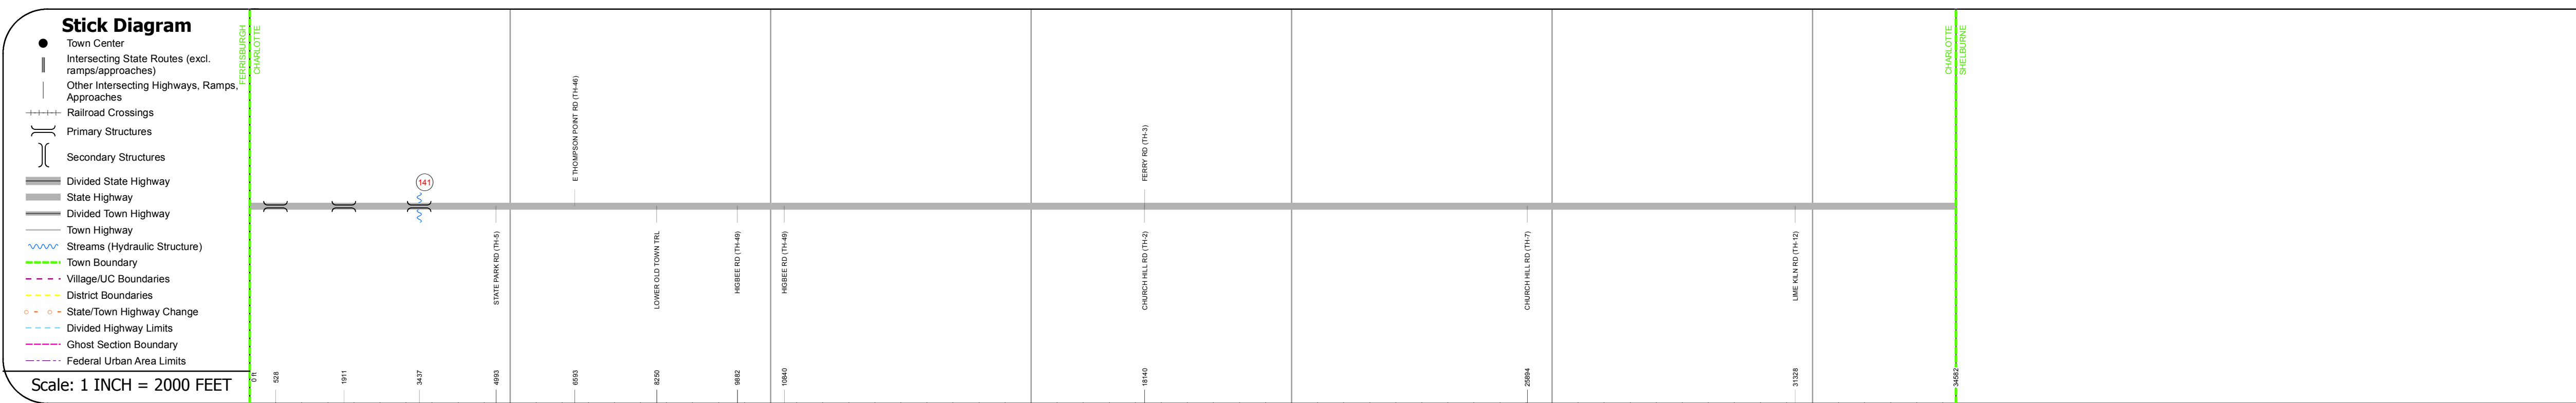 Stick Diagram
Town Center
Intersecting State Routes (excl.
ramps/approaches)
Other Intersecting Highways, Ramps,
Approaches
Railroad Crossings
Primary Structures
Secondary Structures
Divided State Highway
State Highway
Divided Town Highway
Town Highway
Streams (Hydraulic Structure)
Town Boundary
Village/UC Boundaries
District Boundaries
State/Town Highway Change
Divided Highway Limits
Ghost Section Boundary
Federal Urban Area Limits
Scale: 1 INCH = 2000 FEET
FERRISBURGH
CHARLOTTE
141
E THOMPSON POINT RD (TH-46)
FERRY RD (TH-3)
CHARLOTTE
SHELBURNE
STATE PARK RD (TH-5)
LOWER OLD TOWN TRL
HIGBEE RD (TH-49)
HIGBEE RD (TH-49)
CHURCH HILL RD (TH-2)
CHURCH HILL RD (TH-7)
LIME KILN RD (TH-12)
0 ft
528
1911
3437
4993
6593
8250
9882
10840
18140
25894
31328
34582